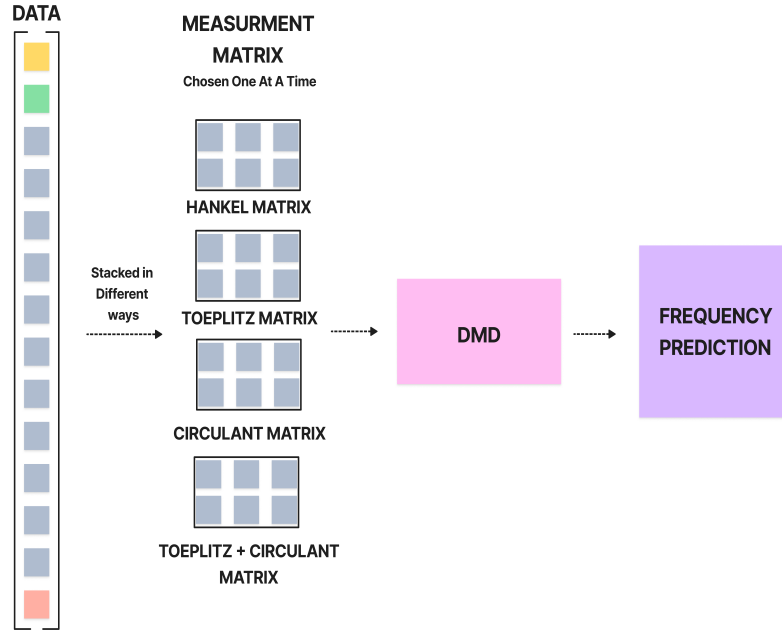 DATA
MEASURMENT
MATRIX
Chosen One At A Time
HANKEL MATRIX
Stacked in
Different
ways
TOEPLITZ MATRIX
CIRCULANT MATRIX
TOEPLITZ + CIRCULANT
MATRIX
DMD
FREQUENCY
PREDICTION